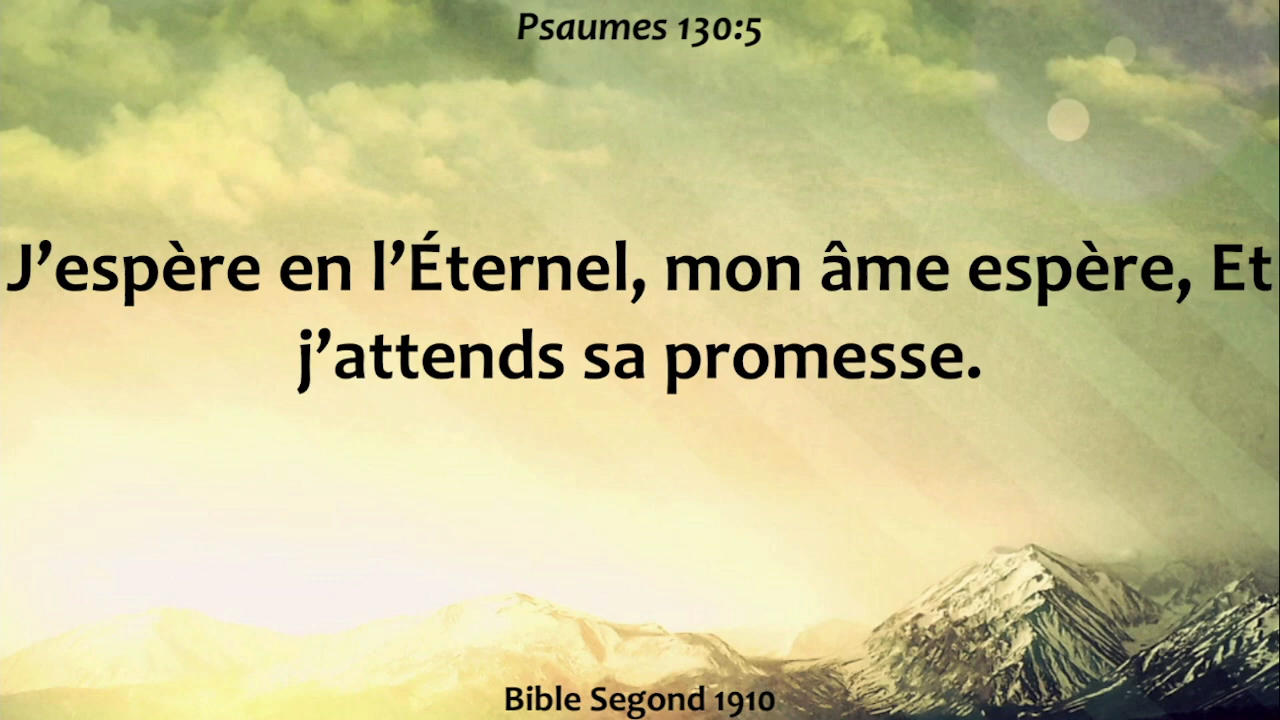 Psaumes 130:5
J’espère en l’Éternel, mon âme espère, Et
j’attends sa promesse.
Bible Segond 1910